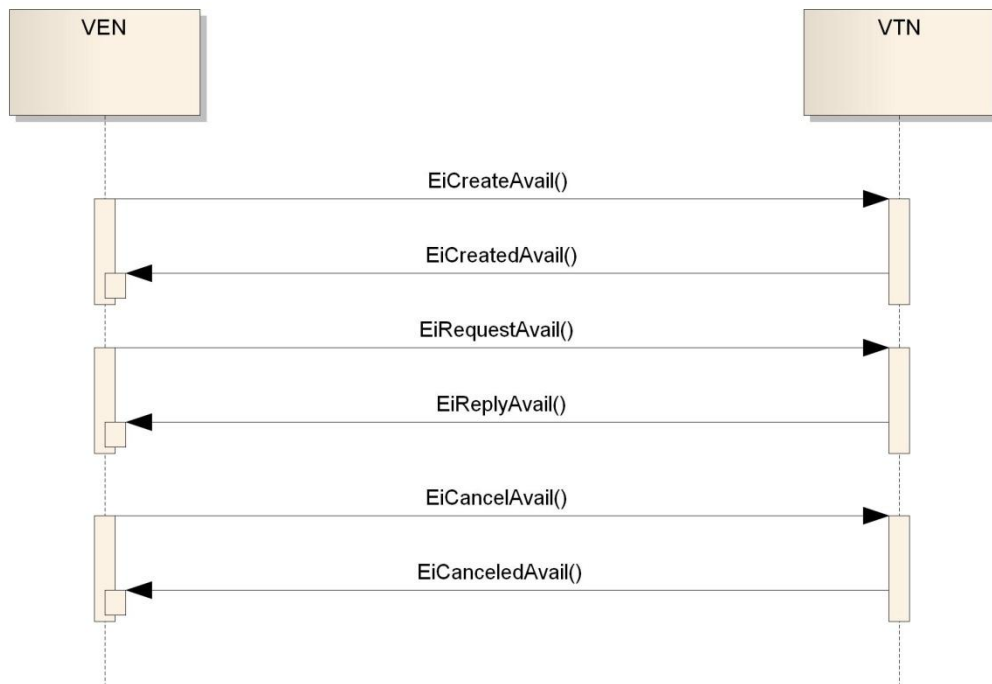 VEN
VTN
EiCreateAvail()
EiCreatedAvail()
EiRequestAvail()
EiReplyAvail()
EiCancelAvail()
EiCanceledAvail()